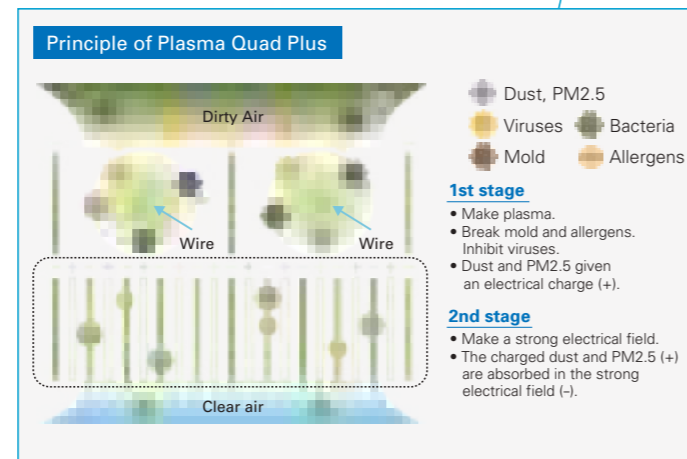 Principle of Plasma Quad Plus
Dirty Air
Wire
Wire
Clear air
Dust, PM2.5
Viruses
Bacteria
Mold
Allergens
1st stage
• Make plasma.
• Break mold and allergens.
Inhibit viruses.
• Dust and PM2.5 given
an electrical charge (+).
2nd stage
• Make a strong electrical field.
• The charged dust and PM2.5 (+)
are absorbed in the strong
electrical field (–).